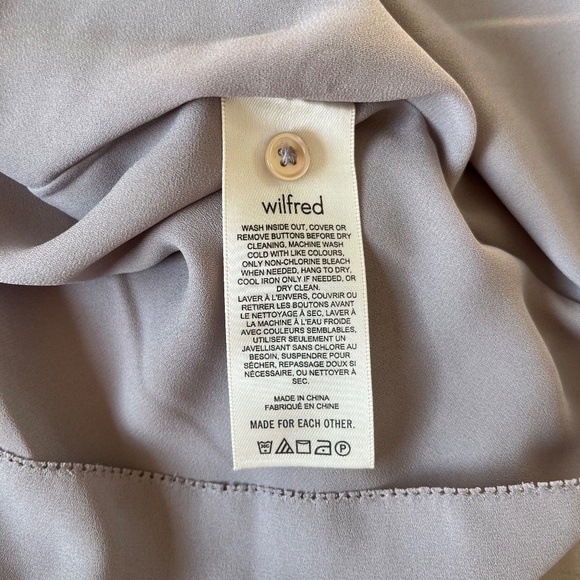 wilfred
WASH INSIDE OUT, COVER OR
REMOVE BUTTONS BEFORE DRY
CLEANING, MACHINE WASH
COLD WITH LIKE COLOURS,
ONLY NON-CHLORINE BLEACH
WHEN NEEDED, HANG TO DRY,
COOL IRON ONLY IF NEEDED, OR
DRY CLEAN.
LAVER À L'ENVERS, COUVRIR OU
RETIRER LES BOUTONS AVANT
LE NETTOYAGE À SEC, LAVER À
LA MACHINE À L'EAU FROIDE
AVEC COULEURS SEMBLABLES,
UTILISER SEULEMENT UN
JAVELLISANT SANS CHLORE AU
BESOIN, SUSPENDRE POUR
SÉCHER, REPASSAGE DOUX SI
NÉCESSAIRE, OU NETTOYER À
SEC.
MADE IN CHINA
FABRIQUÉ EN CHINE
MADE FOR EACH OTHER.
P